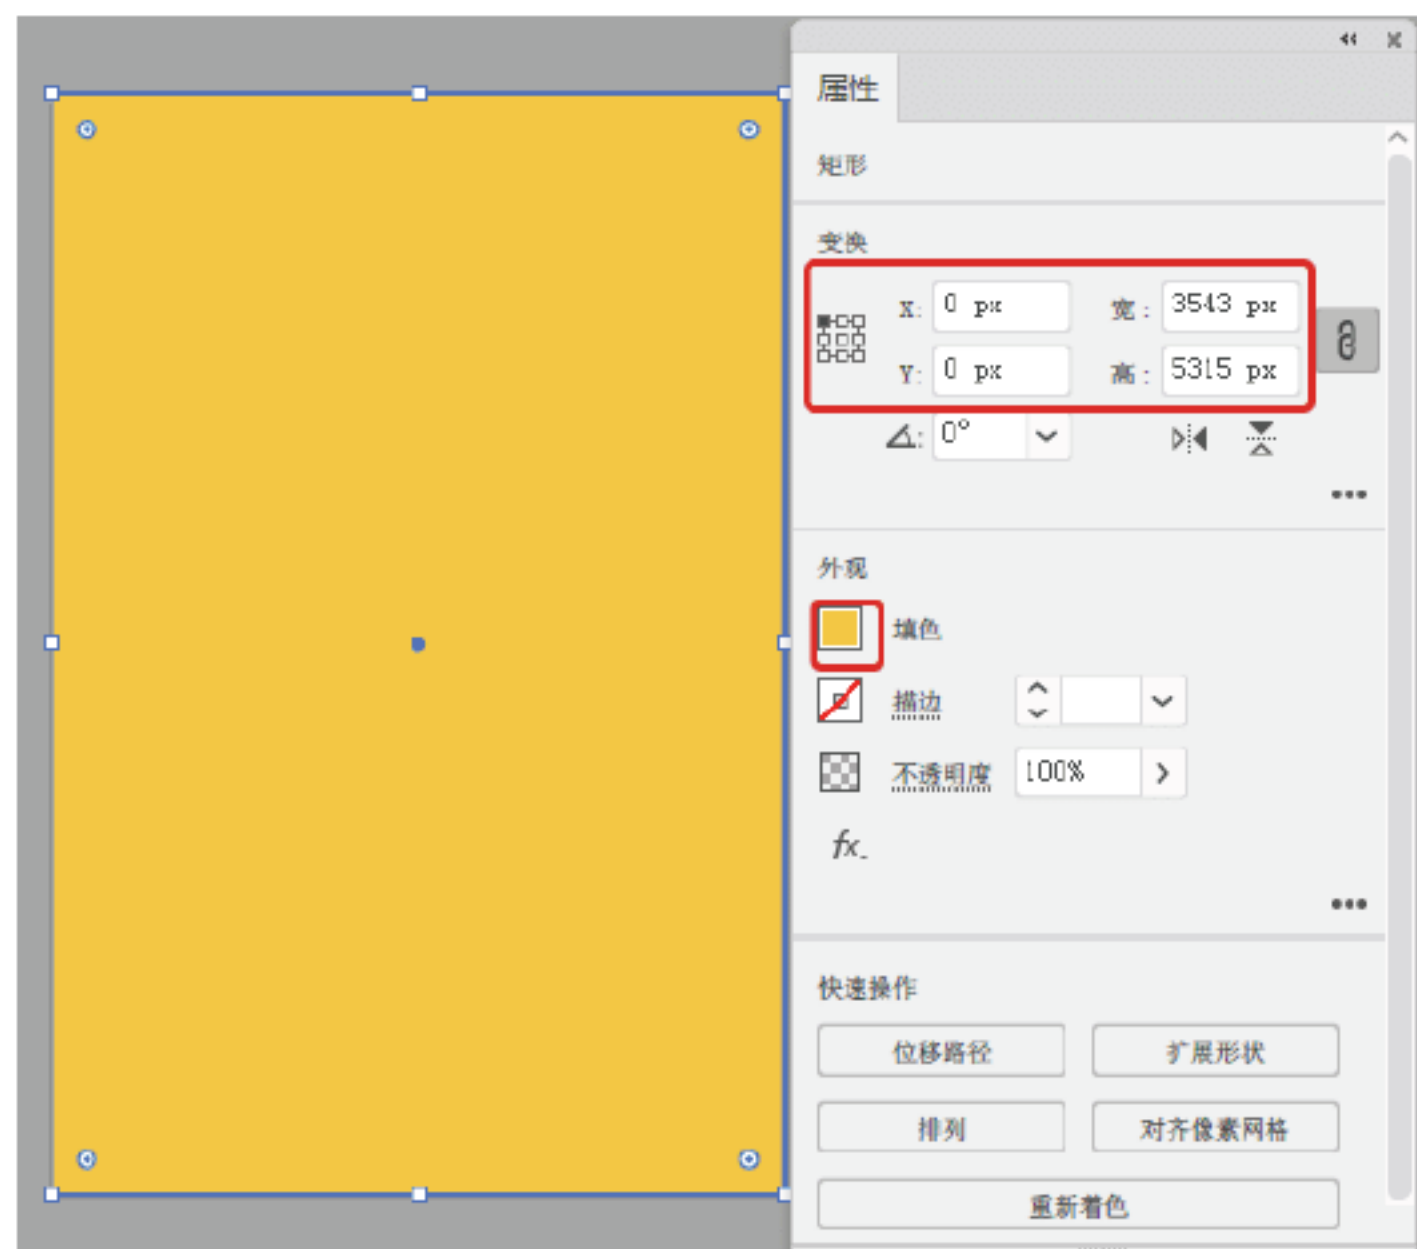 属性
矩形
变换
X: 0 px 宽: 3543 px
Y: 0 px 高: 5315 px
: 0°
外观
填色
描边
不透明度 100%
fx.
快速操作
位移路径 扩展形状
排列 对齐像素网格
重新着色